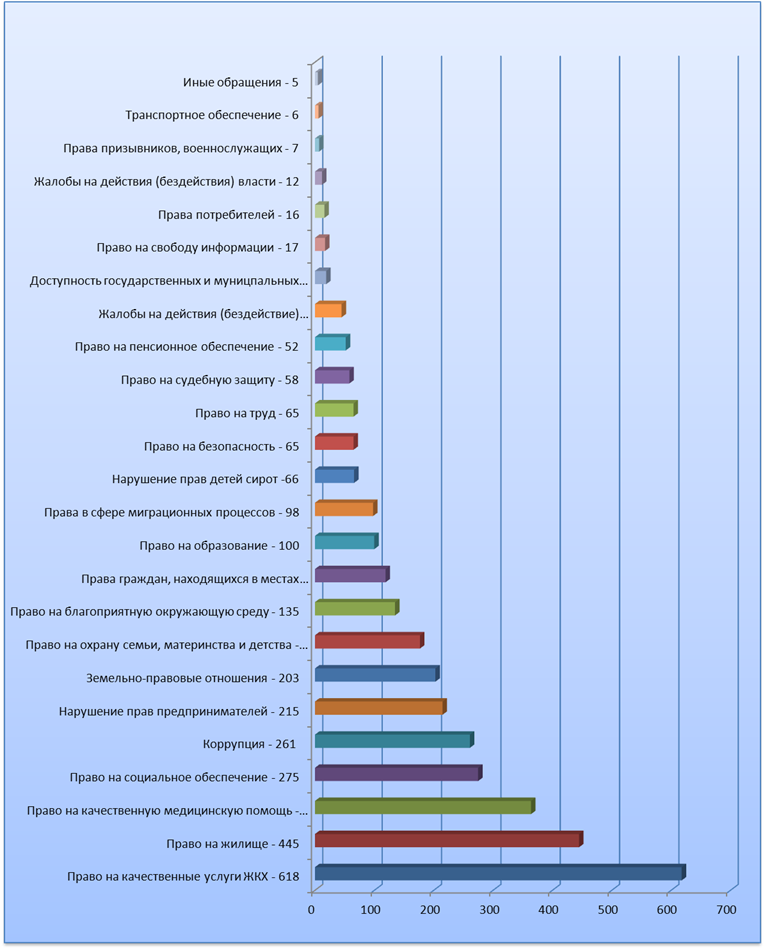 Иные обращения - 5
Транспортное обеспечение - 6
Права призывников, военнослужащих - 7
Жалобы на действия (бездействия) власти - 12
Права потребителей - 16
Право на свободу информации - 17
Доступность государственных и муницпальных...
Жалобы на действия (бездействие)...
Право на пенсионное обеспечение - 52
Право на судебную защиту - 58
Право на труд - 65
Право на безопасность - 65
Нарушение прав детей сирот -66
Права в сфере миграционных процессов - 98
Право на образование - 100
Права граждан, находящихся в местах...
Право на благоприятную окружающую среду - 135
Право на охрану семьи, материнства и детства -...
Земельно-правовые отношения - 203
Нарушение прав предпринимателей - 215
Коррупция - 261
Право на социальное обеспечение - 275
Право на качественную медицинскую помощь -...
Право на жилище - 445
Право на качественные услуги ЖКХ - 618
0 100 200 300 400 500 600 700